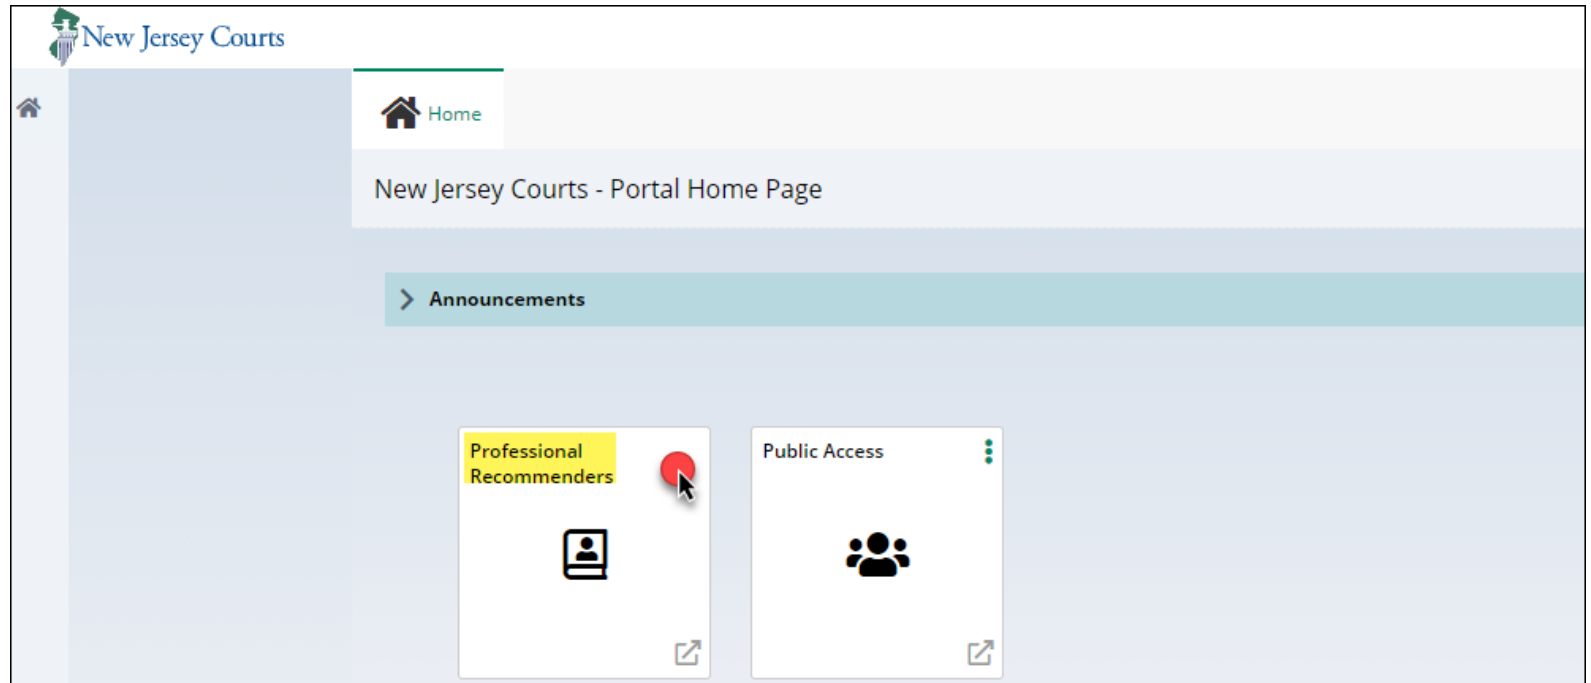 New Jersey Courts
Home
New Jersey Courts - Portal Home Page
Announcements
Professional
Recommenders
Public Access